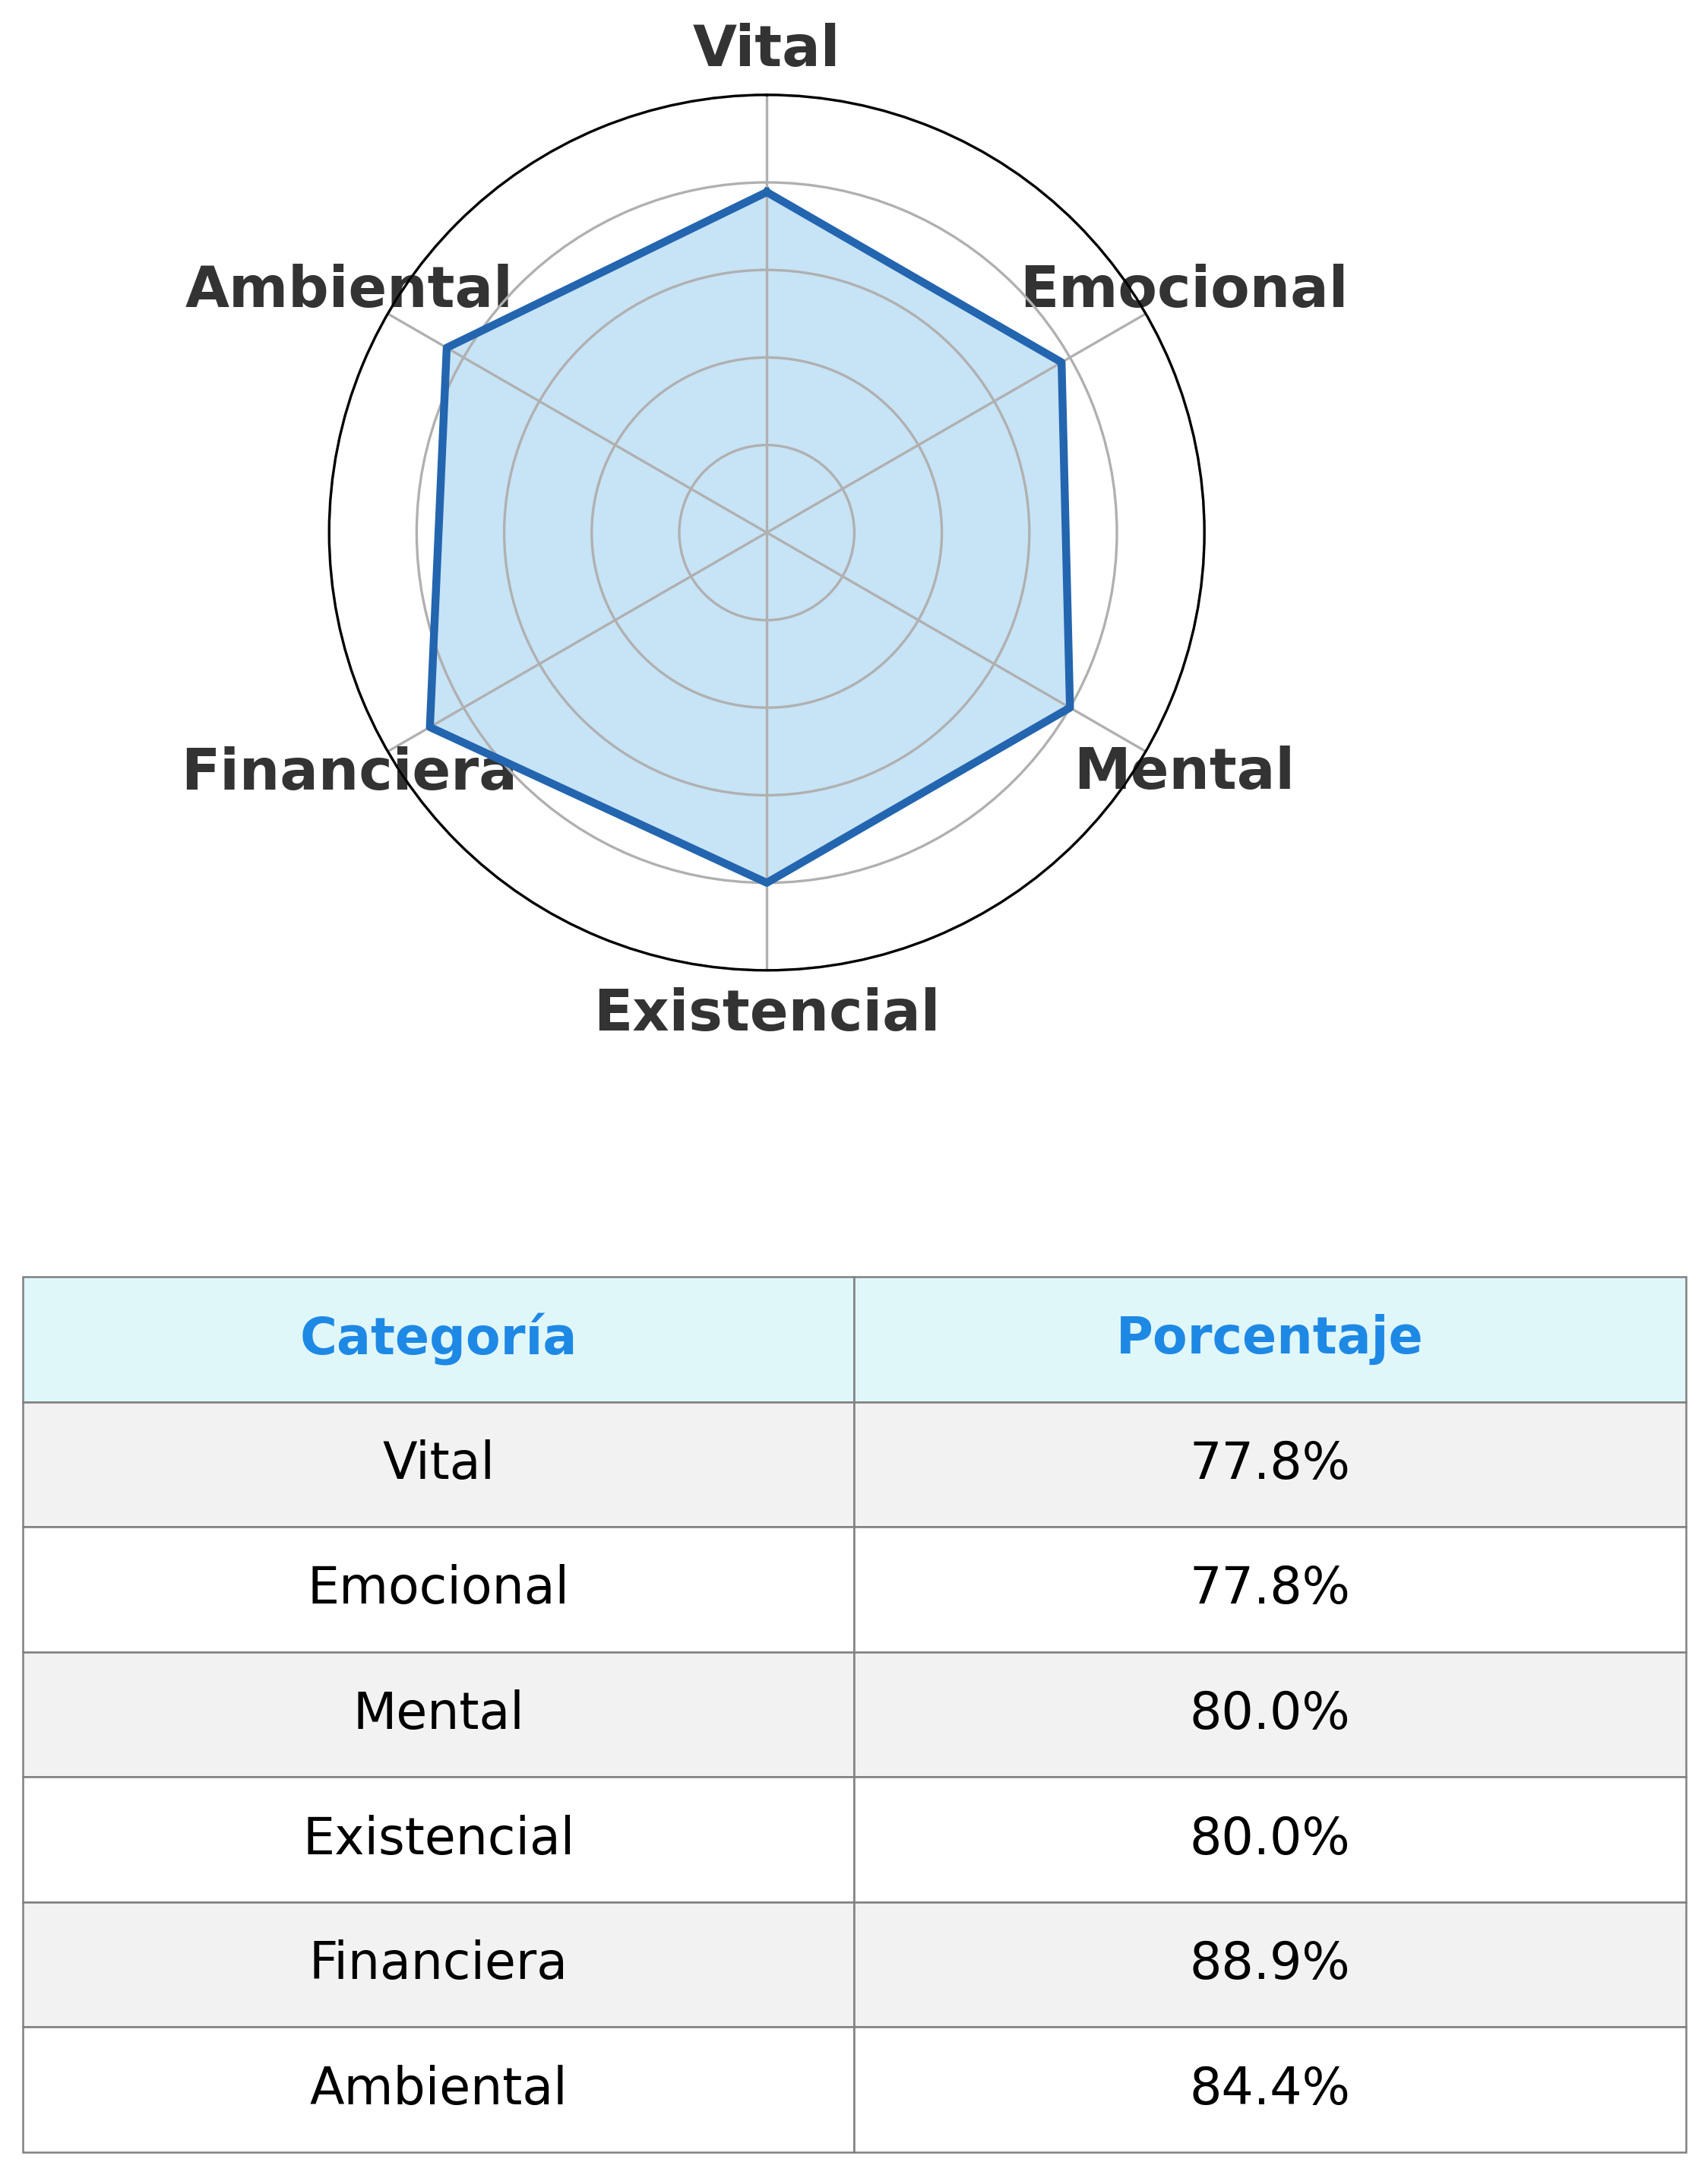 Vital
Ambiental
Emocional
Financiera
Mental
Existencial
Categoría Porcentaje
Vital 77.8%
Emocional 77.8%
Mental 80.0%
Existencial 80.0%
Financiera 88.9%
Ambiental 84.4%